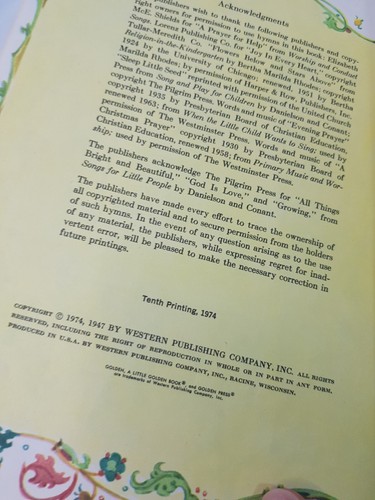 Acknowledgments
publishers wish to thank the following publishers and copy-
right owners for permission to use hymns in this book: Elizabeth
McE. Shields for "A Prayer for Help" from Worship and Conduct
Songs. Lorenz Publishing Co. for "Joy In Every Heart," copyright
Tullar-Meredith Co. "Flowers Below and Stars Above" from
Religion-in-the-Kindergarten by Bertha Marilda Rhodes; copyright
1924 by the University of Chicago; renewed, 1951 by Bertha
Marilda Rhodes; by permission of Harper & Row, Publishers, Inc.
"Sleep Little Seed" reprinted with permission of the United Church
Press from Song and Play for Children by Danielson and Conant;
copyright The Pilgrim Press. Words and music of "Evening Prayer"
copyright 1935 by Presbyterian Board of Christian Education,
renewed 1963; from When the Little Child Wants to Sing; used by
permission of The Westminster Press. Words and music of "A
Christmas Prayer" copyright 1930 by Presbyterian Board of
Christian Education, renewed 1958; from Primary Music and Wor-
ship; used by permission of The Westminster Press.
The publishers acknowledge The Pilgrim Press for "All Things
Bright and Beautiful," "God Is Love," and "Growing," from
Songs for Little People by Danielson and Conant.
The publishers have made every effort to trace the ownership of
all copyrighted material and to secure permission from the holders
of such hymns. In the event of any question arising as to the use
of any material, the publishers, while expressing regret for inad-
vertent error, will be pleased to make the necessary correction in
future printings.
Tenth Printing, 1974
COPYRIGHT © 1974, 1947 BY WESTERN PUBLISHING COMPANY, INC. ALL RIGHTS
RESERVED, INCLUDING THE RIGHT OF REPRODUCTION IN WHOLE OR IN PART IN ANY FORM.
PRODUCED IN U.S.A. BY WESTERN PUBLISHING COMPANY, INC., RACINE, WISCONSIN.
GOLDEN, A LITTLE GOLDEN BOOK®, and GOLDEN PRESS®
are trademarks of Western Publishing Company, Inc.